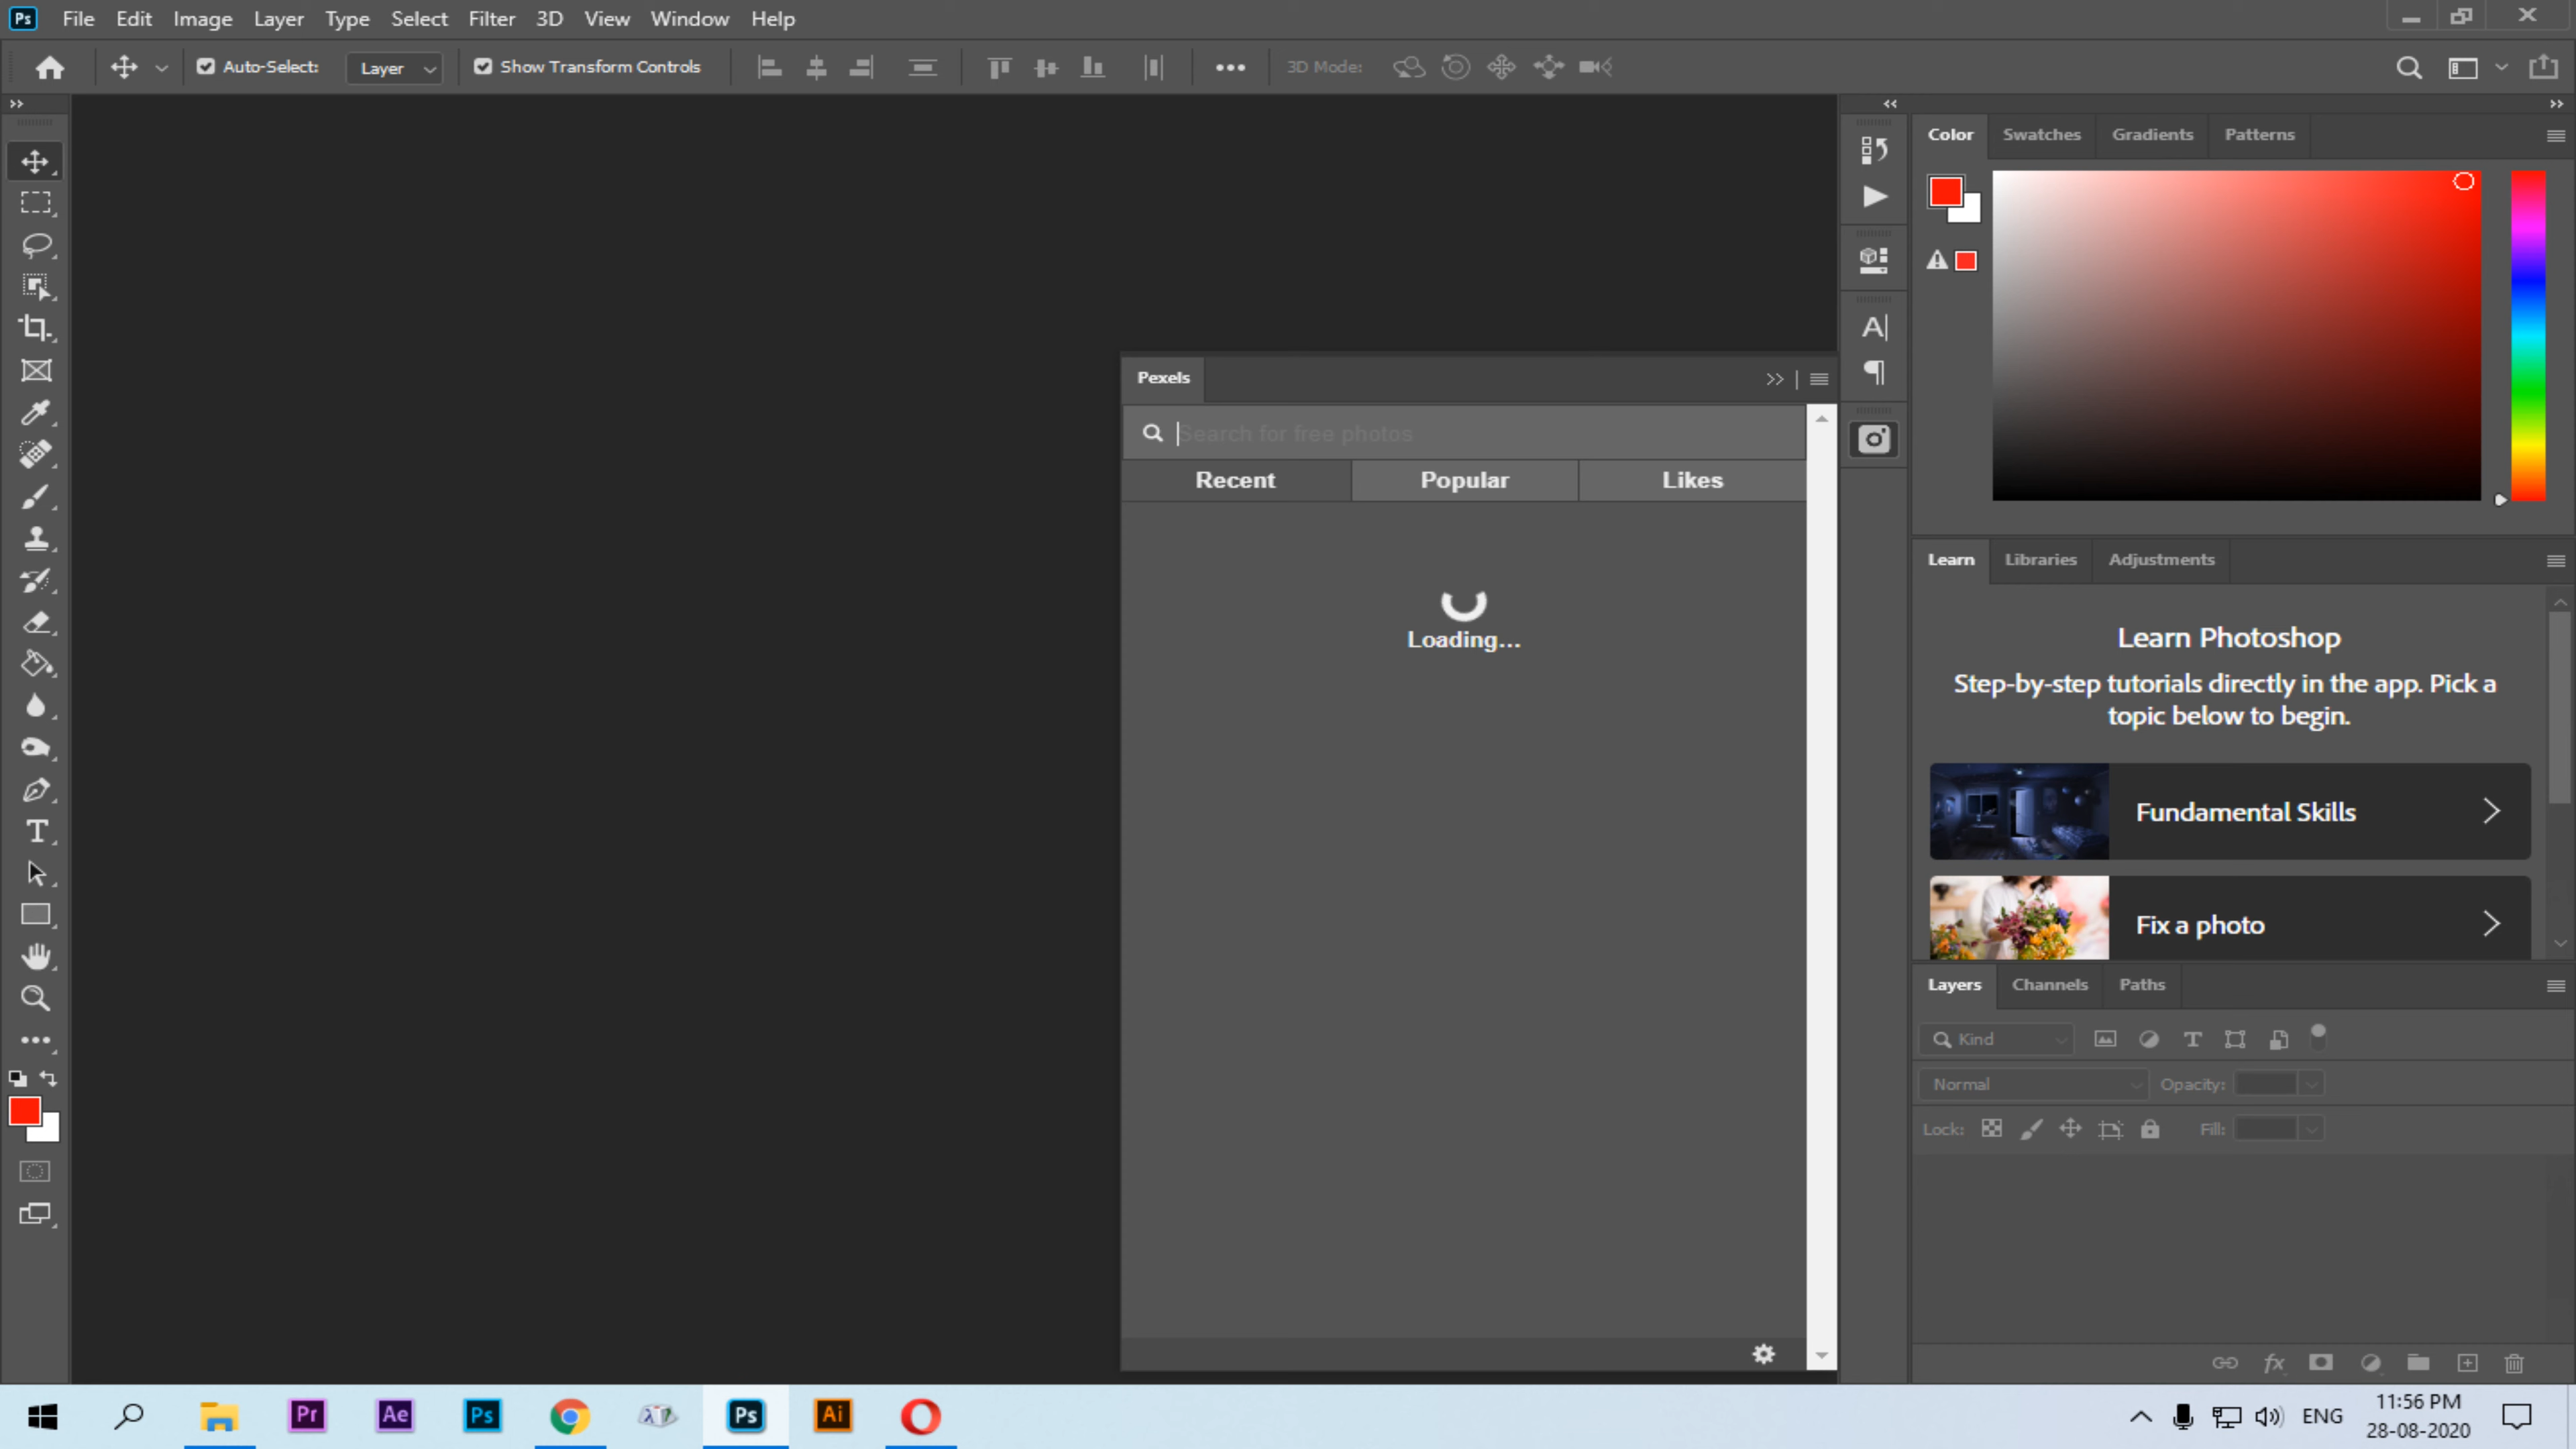 Ps File Edit Image Layer Type Select Filter 3D View Window Help
Auto-Select: Layer Show Transform Controls 3D Mode:
Color Swatches Gradients Patterns
Pexels
Search for free photos
Recent Popular Likes
Loading...
Learn Libraries Adjustments
Learn Photoshop
Step-by-step tutorials directly in the app. Pick a
topic below to begin.
Fundamental Skills
Fix a photo
Layers Channels Paths
Kind
Normal Opacity:
Lock: Fill:
Pr Ae Ps Ps Ai ENG
11:56 PM
28-08-2020